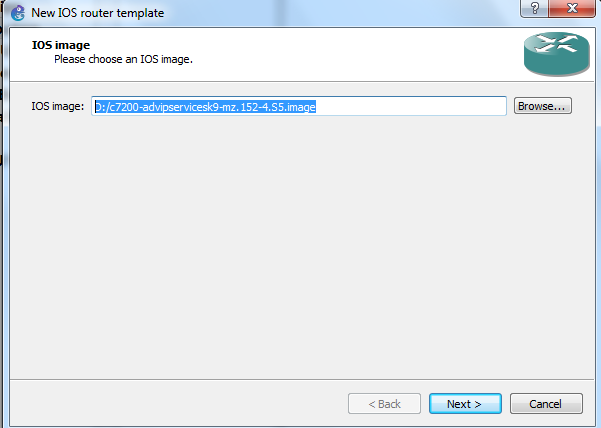 New IOS router template
IOS image
Please choose an IOS image.
IOS image: D:/c7200-advipservicesk9-mz.152-4.S5.image Browse...
< Back Next > Cancel